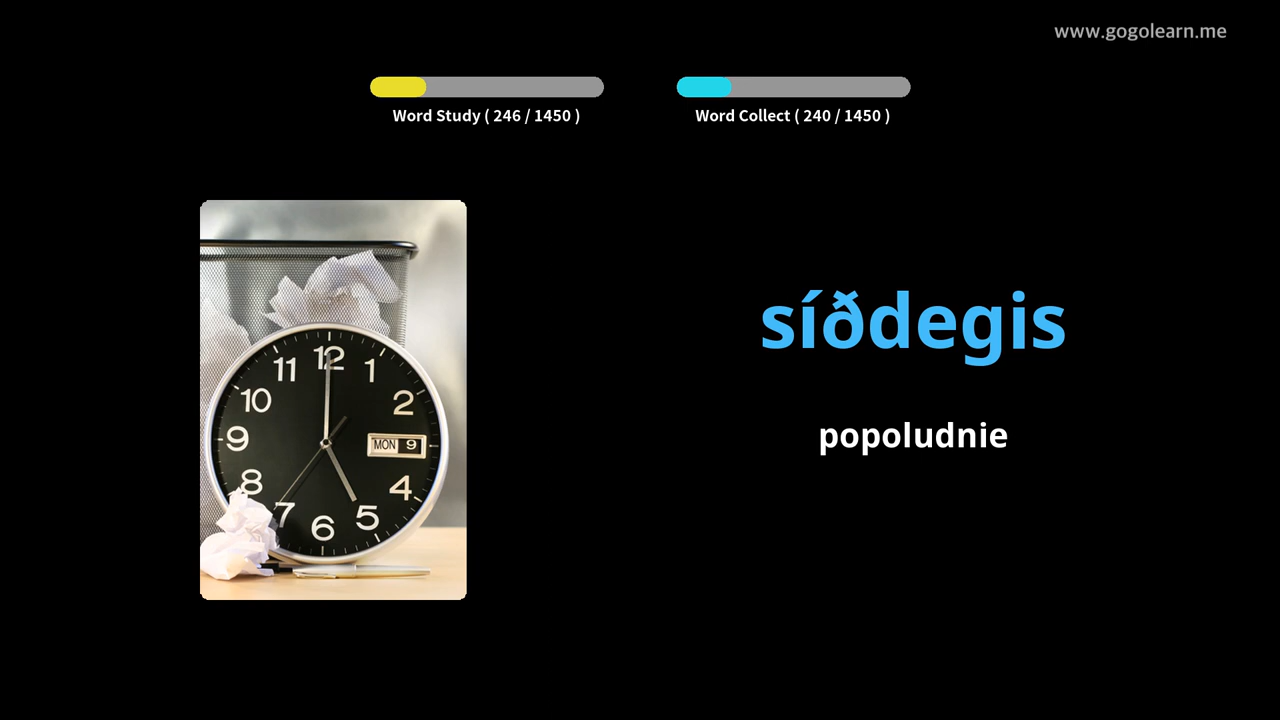 www.gogolearn.me
Word Study ( 246 / 1450 )
Word Collect ( 240 / 1450 )
síðdegis
popoludnie
12
1
2
MON 9
4
5
6
7
8
9
10
11